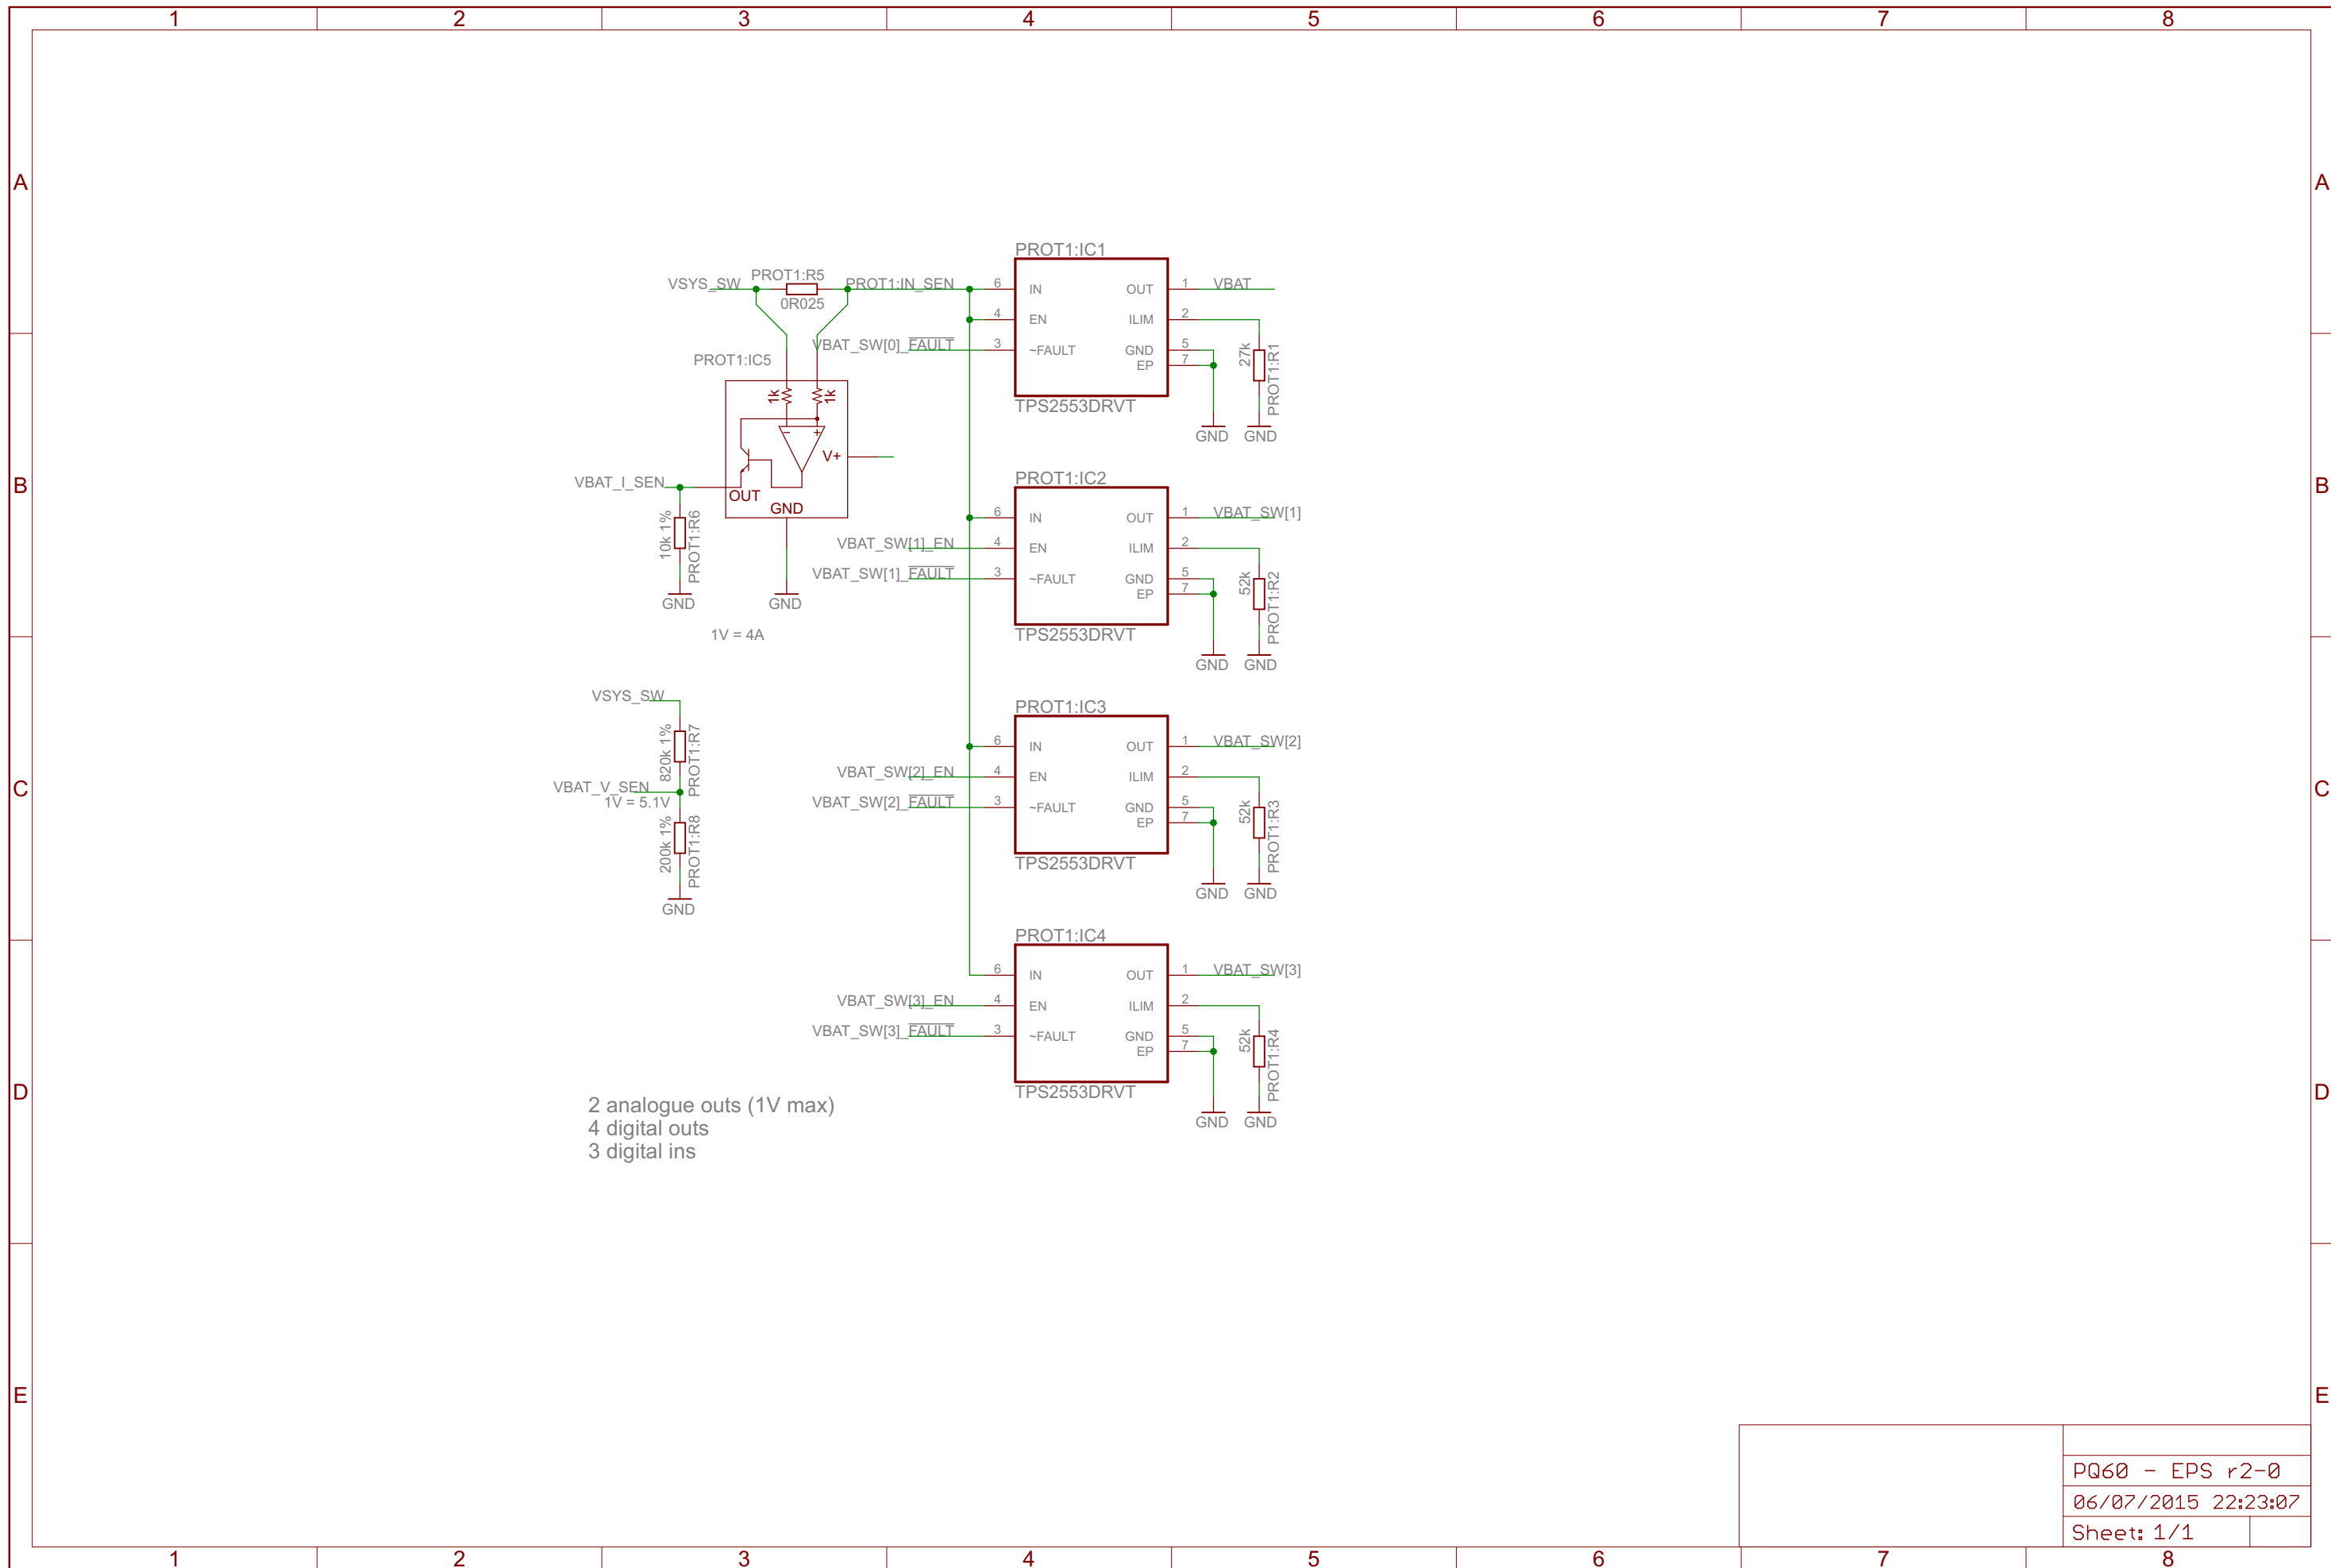 1 2 3 4 5 6 7 8
A A
PROT1:IC1
VSYS_SW PROT1:R5 PROT1:IN_SEN 6 IN OUT 1 VBAT
0R025
4 EN ILIM 2
VBAT_SW[0]_FAULT 3 ~FAULT GND 5
EP 7
27k PROT1:R1
PROT1:IC5
TPS2553DRVT
1k 1k
GND GND
- +
V+
B B
PROT1:IC2
VBAT_I_SEN OUT
GND
10k 1% PROT1:R6
6 IN OUT 1 VBAT_SW[1]
VBAT_SW[1]_EN 4 EN ILIM 2
VBAT_SW[1]_FAULT 3 ~FAULT GND 5
EP 7
52k PROT1:R2
GND GND
1V = 4A
TPS2553DRVT
GND GND
VSYS_SW
PROT1:IC3
820k 1% PROT1:R7
6 IN OUT 1 VBAT_SW[2]
VBAT_SW[2]_EN 4 EN ILIM 2
C C
VBAT_V_SEN
1V = 5.1V
VBAT_SW[2]_FAULT 3 ~FAULT GND 5
EP 7
52k PROT1:R3
200k 1% PROT1:R8
TPS2553DRVT
GND GND
GND
PROT1:IC4
6 IN OUT 1 VBAT_SW[3]
VBAT_SW[3]_EN 4 EN ILIM 2
VBAT_SW[3]_FAULT 3 ~FAULT GND 5
EP 7
52k PROT1:R4
D D
TPS2553DRVT
GND GND
2 analogue outs (1V max)
4 digital outs
3 digital ins
E E
PQ60 - EPS r2-0
06/07/2015 22:23:07
Sheet: 1/1
1 2 3 4 5 6 7 8